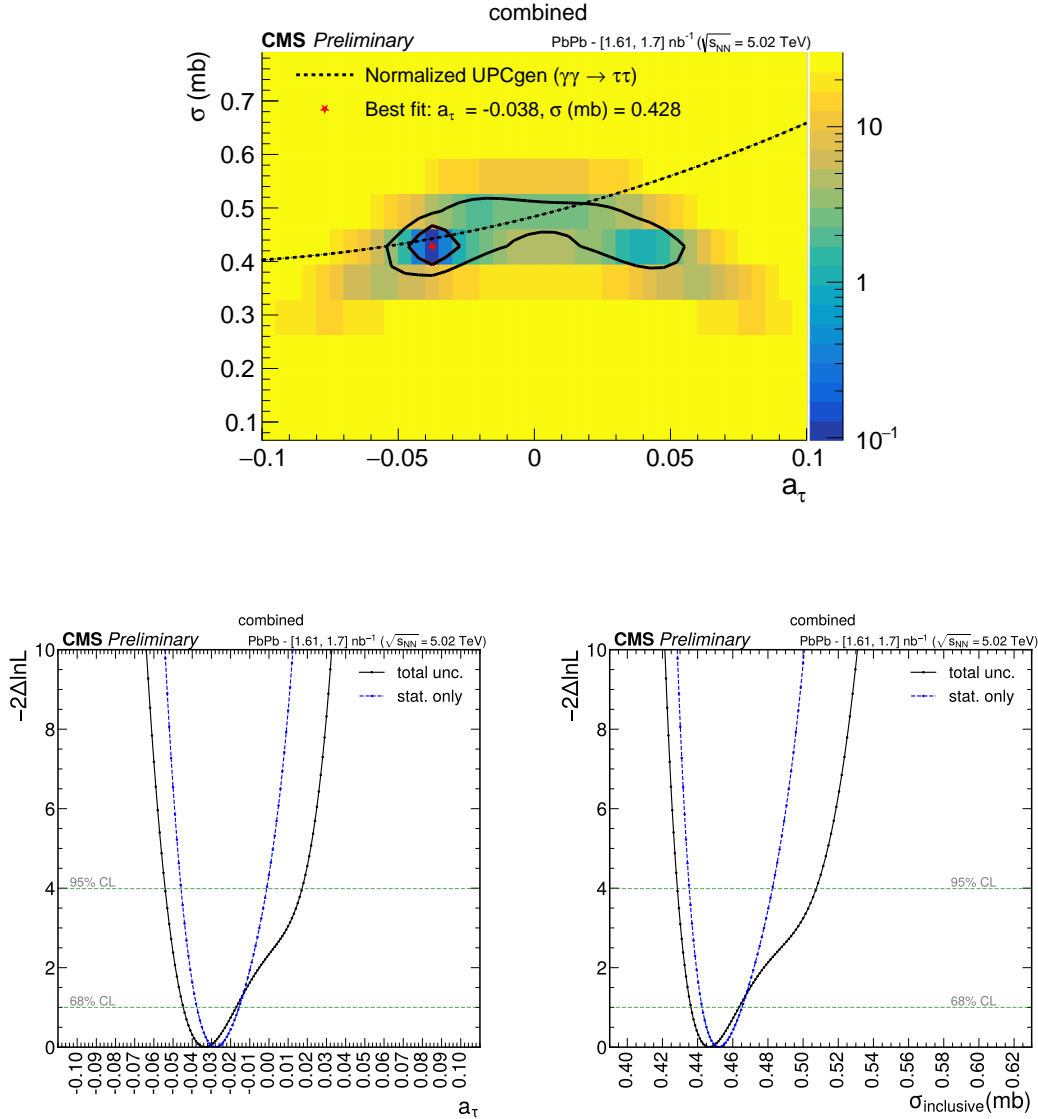 combined
CMS Preliminary
PbPb - [1.61, 1.7] nb⁻¹ (√s_NN = 5.02 TeV)
σ (mb)
Normalized UPCgen (γγ → ττ)
Best fit: a_τ = -0.038, σ (mb) = 0.428
0.7
0.6
0.5
0.4
0.3
0.2
0.1
10
1
10⁻¹
−0.1 −0.05 0 0.05 0.1
a_τ
combined
CMS Preliminary
PbPb - [1.61, 1.7] nb⁻¹ (√s_NN = 5.02 TeV)
-2ΔlnL
total unc.
stat. only
10
8
6
4
2
0
95% CL
68% CL
-0.10 -0.09 -0.08 -0.07 -0.06 -0.05 -0.04 -0.03 -0.02 -0.01 0.00 0.01 0.02 0.03 0.04 0.05 0.06 0.07 0.08 0.09 0.10
a_τ
combined
CMS Preliminary
PbPb - [1.61, 1.7] nb⁻¹ (√s_NN = 5.02 TeV)
-2ΔlnL
total unc.
stat. only
10
8
6
4
2
0
95% CL
68% CL
0.40 0.42 0.44 0.46 0.48 0.50 0.52 0.54 0.56 0.58 0.60 0.62
σ_inclusive(mb)